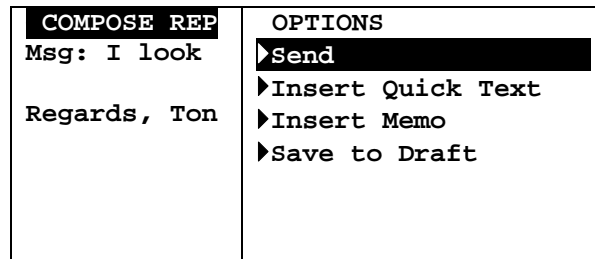 COMPOSE REP
Msg: I look
Regards, Ton
OPTIONS
Send
Insert Quick Text
Insert Memo
Save to Draft